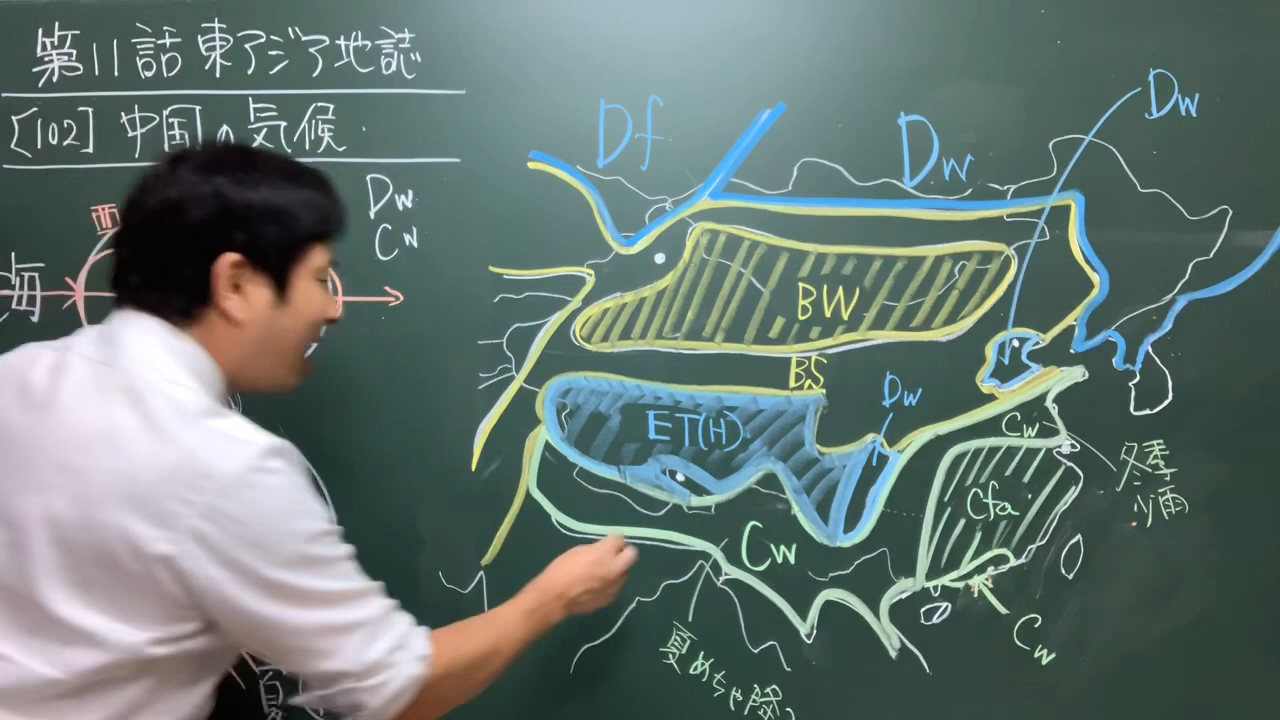 第11話 東アジア地誌
[102] 中国の気候
西
海
Dw
Cw
夏
Df
Dw
Dw
BW
BS
ET(H)
Dw
Cw
冬季
少雨
Cfa
Cw
Cw
夏めちゃ降